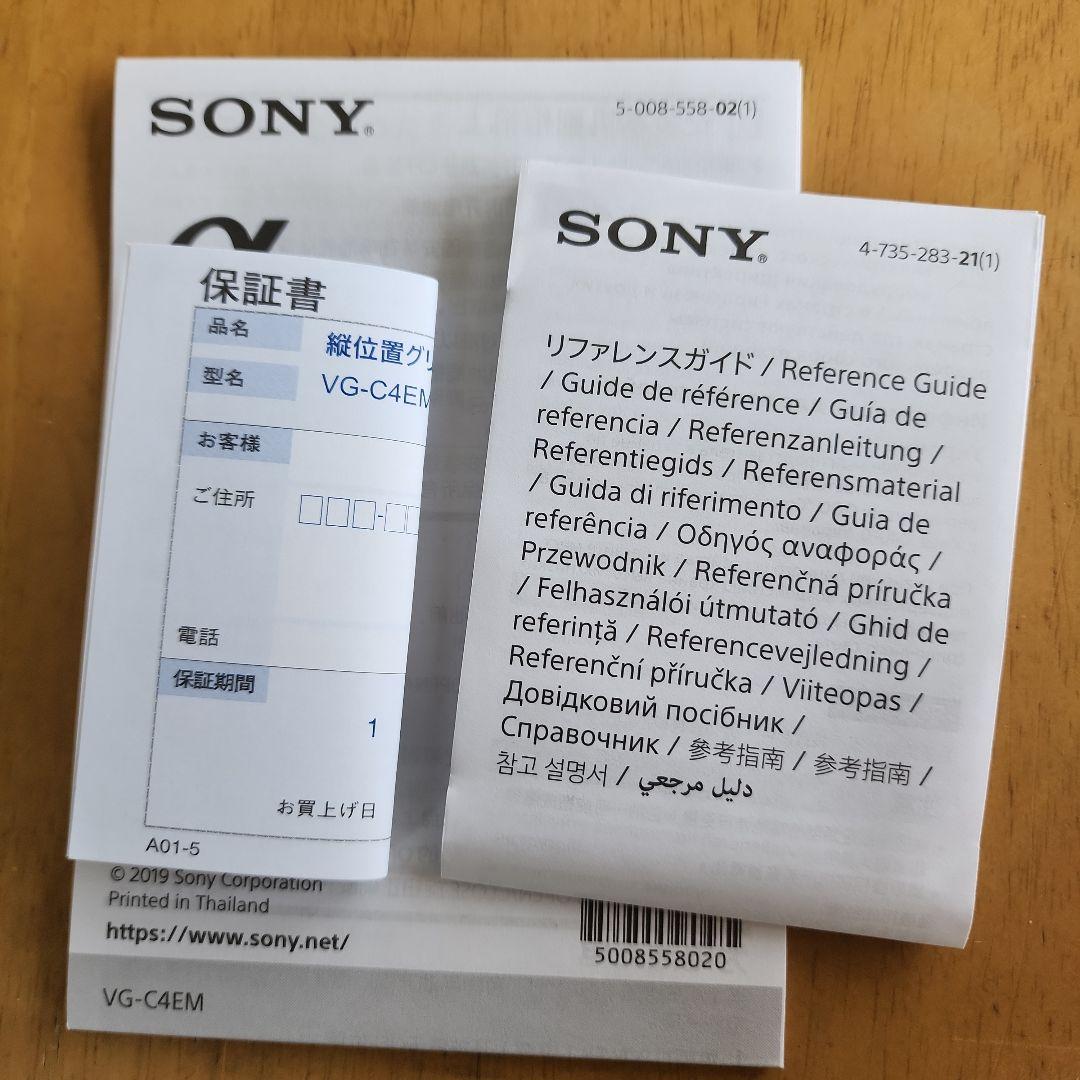 SONY®
5-008-558-02(1)
α
保証書
品名
縦位置グリ
型名
VG-C4EM
お客様
ご住所
電話
保証期間
1
お買上げ日
A01-5
© 2019 Sony Corporation
Printed in Thailand
https://www.sony.net/
5008558020
VG-C4EM
SONY®
4-735-283-21(1)
リファレンスガイド / Reference Guide
/ Guide de référence / Guía de
referencia / Referenzanleitung /
Referentiegids / Referensmaterial
/ Guida di riferimento / Guia de
referência / Οδηγός αναφοράς /
Przewodnik / Referenčná príručka
/ Felhasználói útmutató / Ghid de
referință / Referencevejledning /
Referenční příručka / Viiteopas /
Довідковий посібник /
Справочник / 參考指南 / 参考指南 /
참고 설명서 / دليل مرجعي